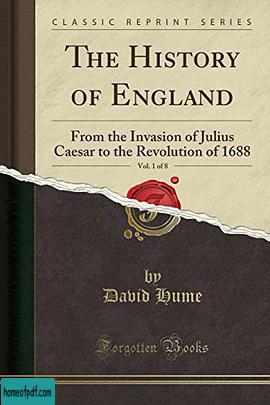 CLASSIC REPRINT SERIES
THE HISTORY
OF ENGLAND
From the Invasion of Julius
Caesar to the Revolution of 1688
Vol. 1 of 8
by
David Hume
Forgotten Books
homeofpdf.com